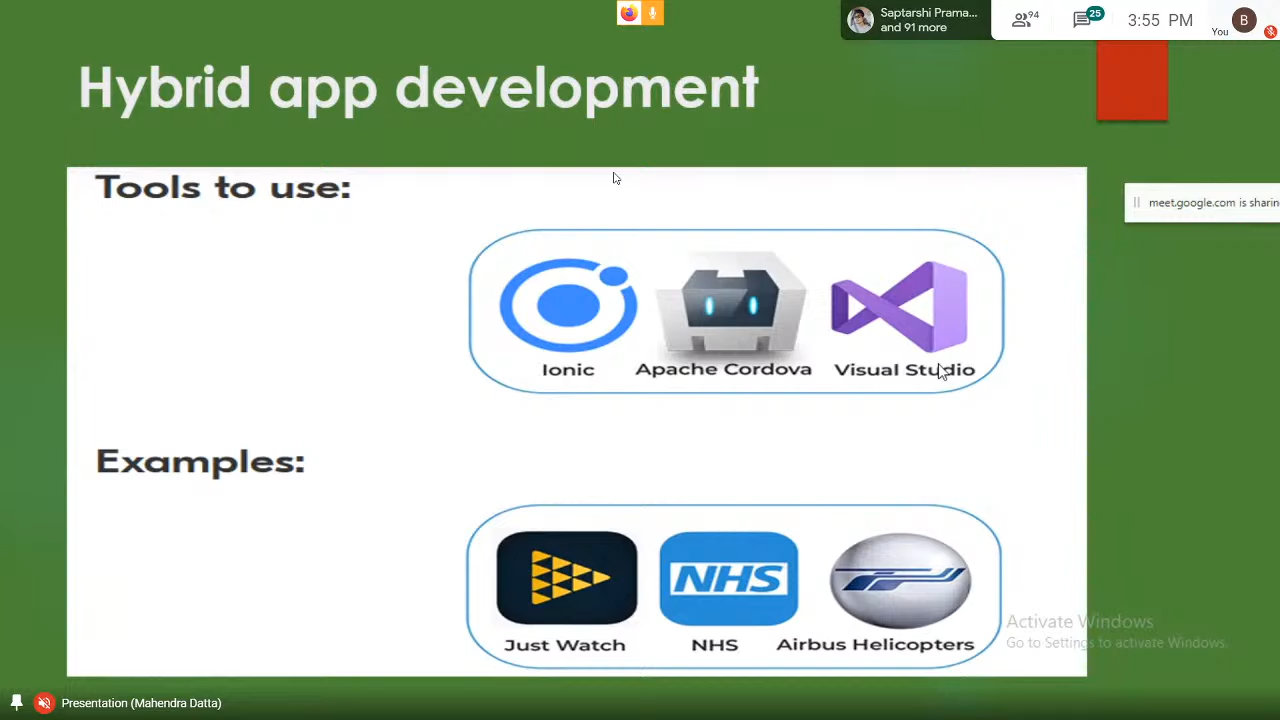 Saptarshi Prama...
and 91 more
94
25
3:55 PM
You
B
Hybrid app development
meet.google.com is sharin
Tools to use:
Ionic
Apache Cordova
Visual Studio
Examples:
NHS
Just Watch
NHS
Airbus Helicopters
Activate Windows
Go to Settings to activate Windows.
Presentation (Mahendra Datta)